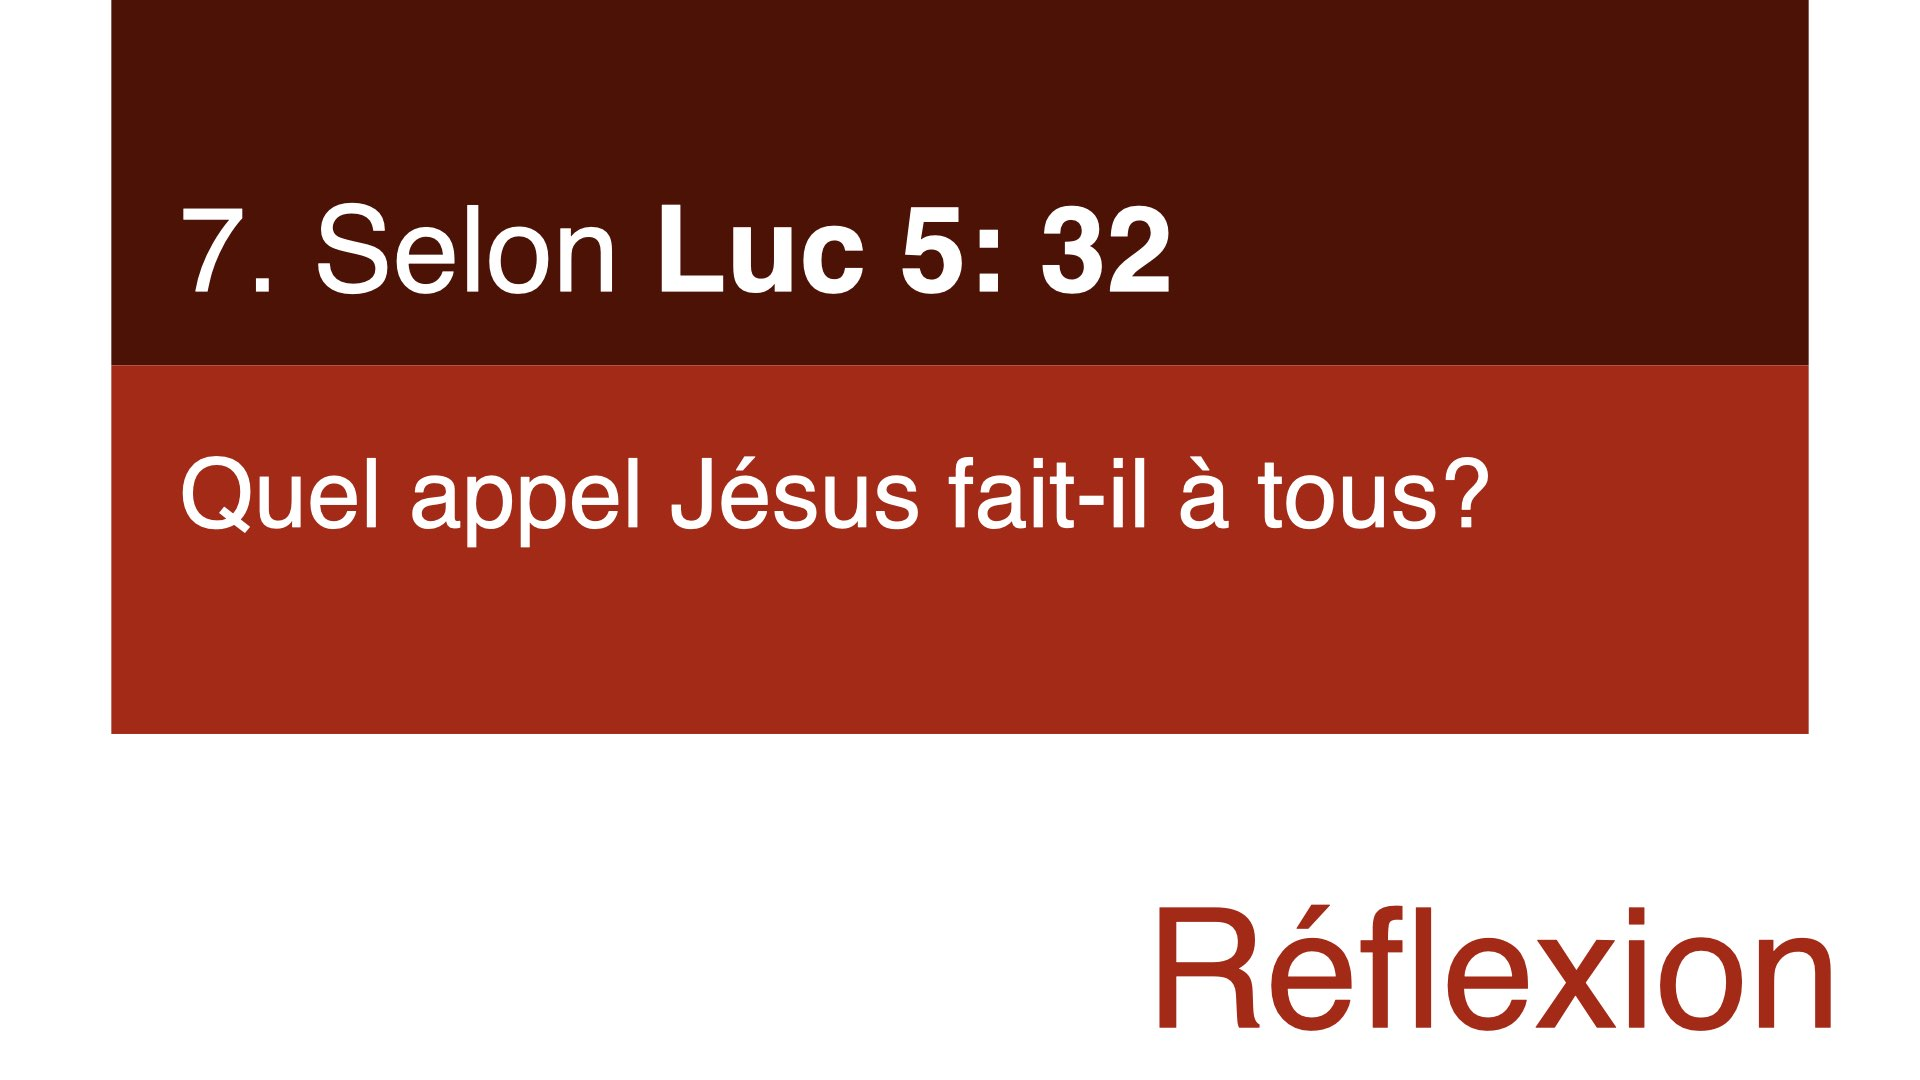 7. Selon Luc 5: 32
Quel appel Jésus fait-il à tous?
Réflexion